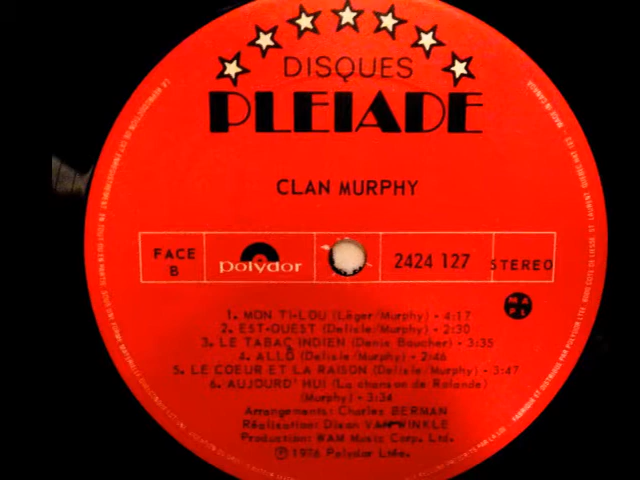 DISQUES
PLEIADE
CLAN MURPHY
FACE
B
polydor
2424 127
STEREO
1. MON TI-LOU (Léger/Murphy) - 4:17
2. EST-OUEST (Delisle/Murphy) - 2:30
3. LE TABAC INDIEN (Denis Boucher) - 3:35
4. ALLÔ (Delisle/Murphy) - 2:46
5. LE COEUR ET LA RAISON (Delisle/Murphy) - 3:47
6. AUJOURD'HUI (La chanson de Rolande)
(Murphy) - 3:34
Arrangements: Charles BERMAN
Réalisation: Dixon VAN WINKLE
Production: WAM Music Corp. Ltd.
Ⓟ 1976 Polydor Ltée.